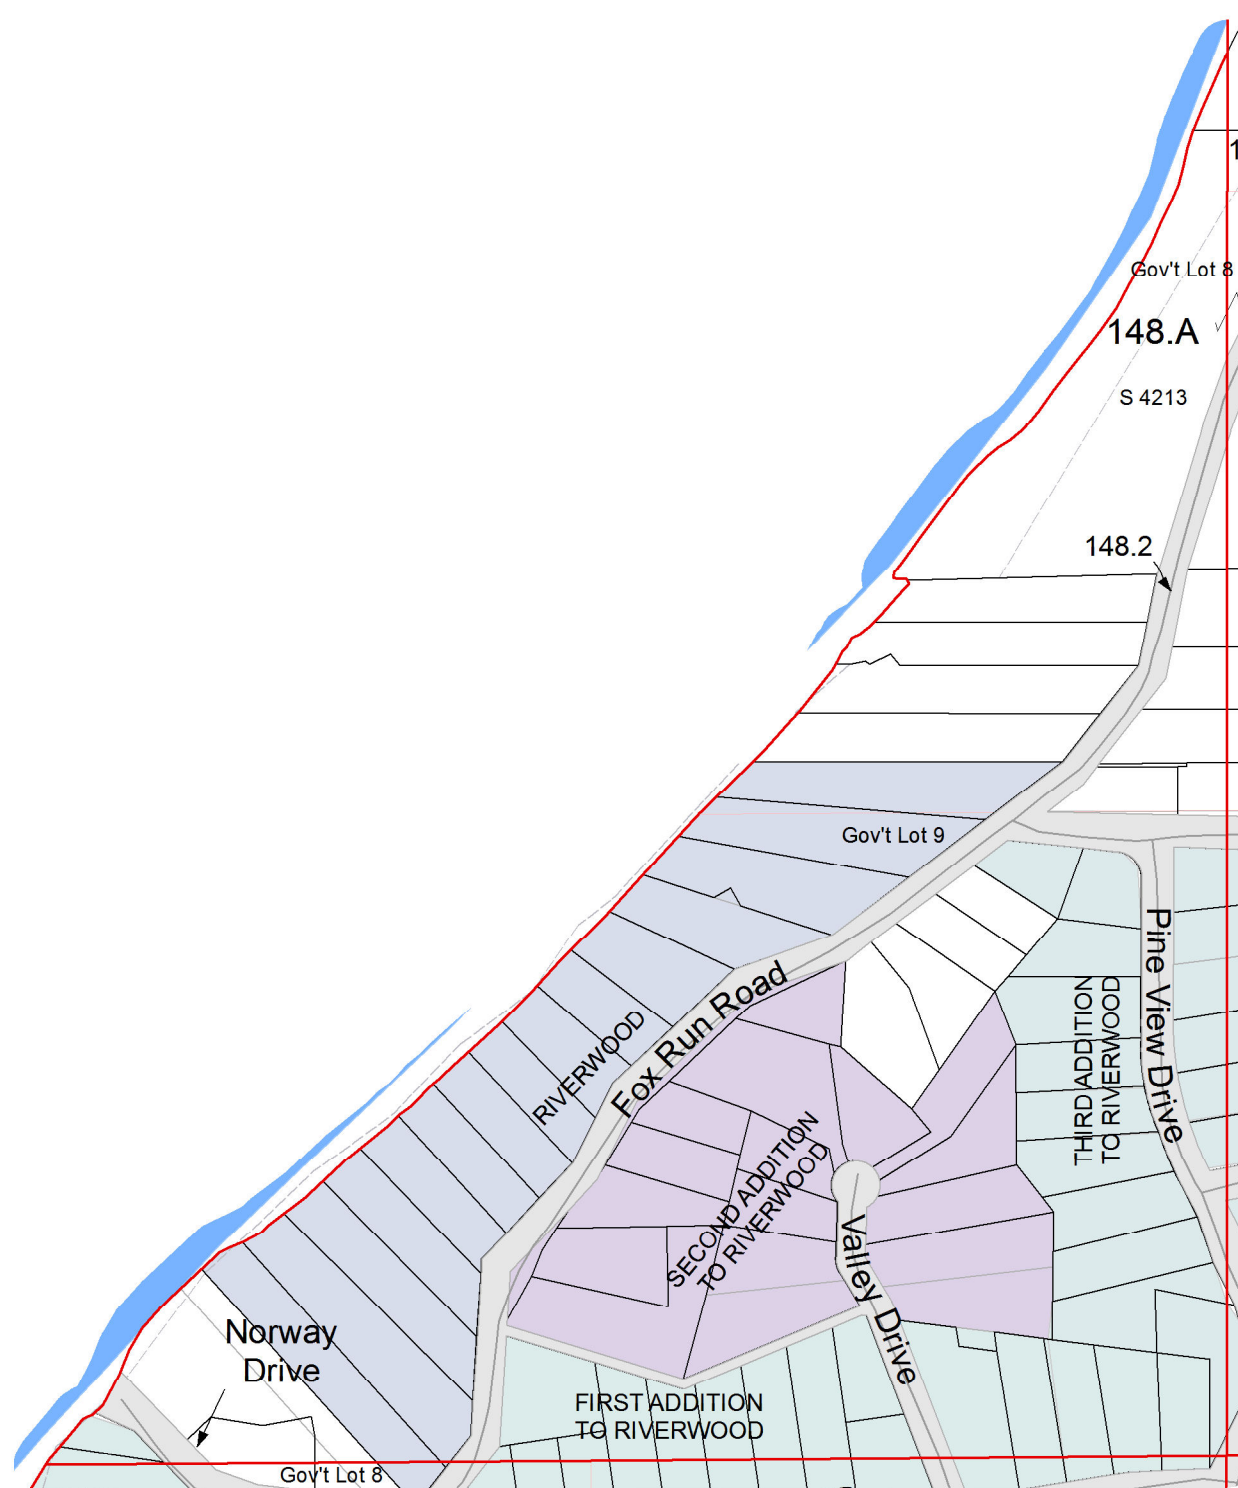 1
Gov't Lot 8
148.A
S 4213
148.2
Gov't Lot 9
Pine View Drive
THIRD ADDITION
TO RIVERWOOD
Fox Run Road
RIVERWOOD
SECOND ADDITION
TO RIVERWOOD
Valley Drive
Norway
Drive
FIRST ADDITION
TO RIVERWOOD
Gov't Lot 8